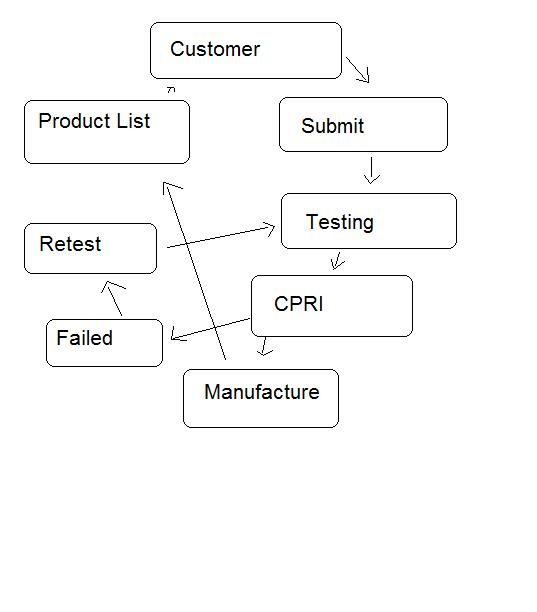 Customer
Product List
Submit
Testing
Retest
CPRI
Failed
Manufacture